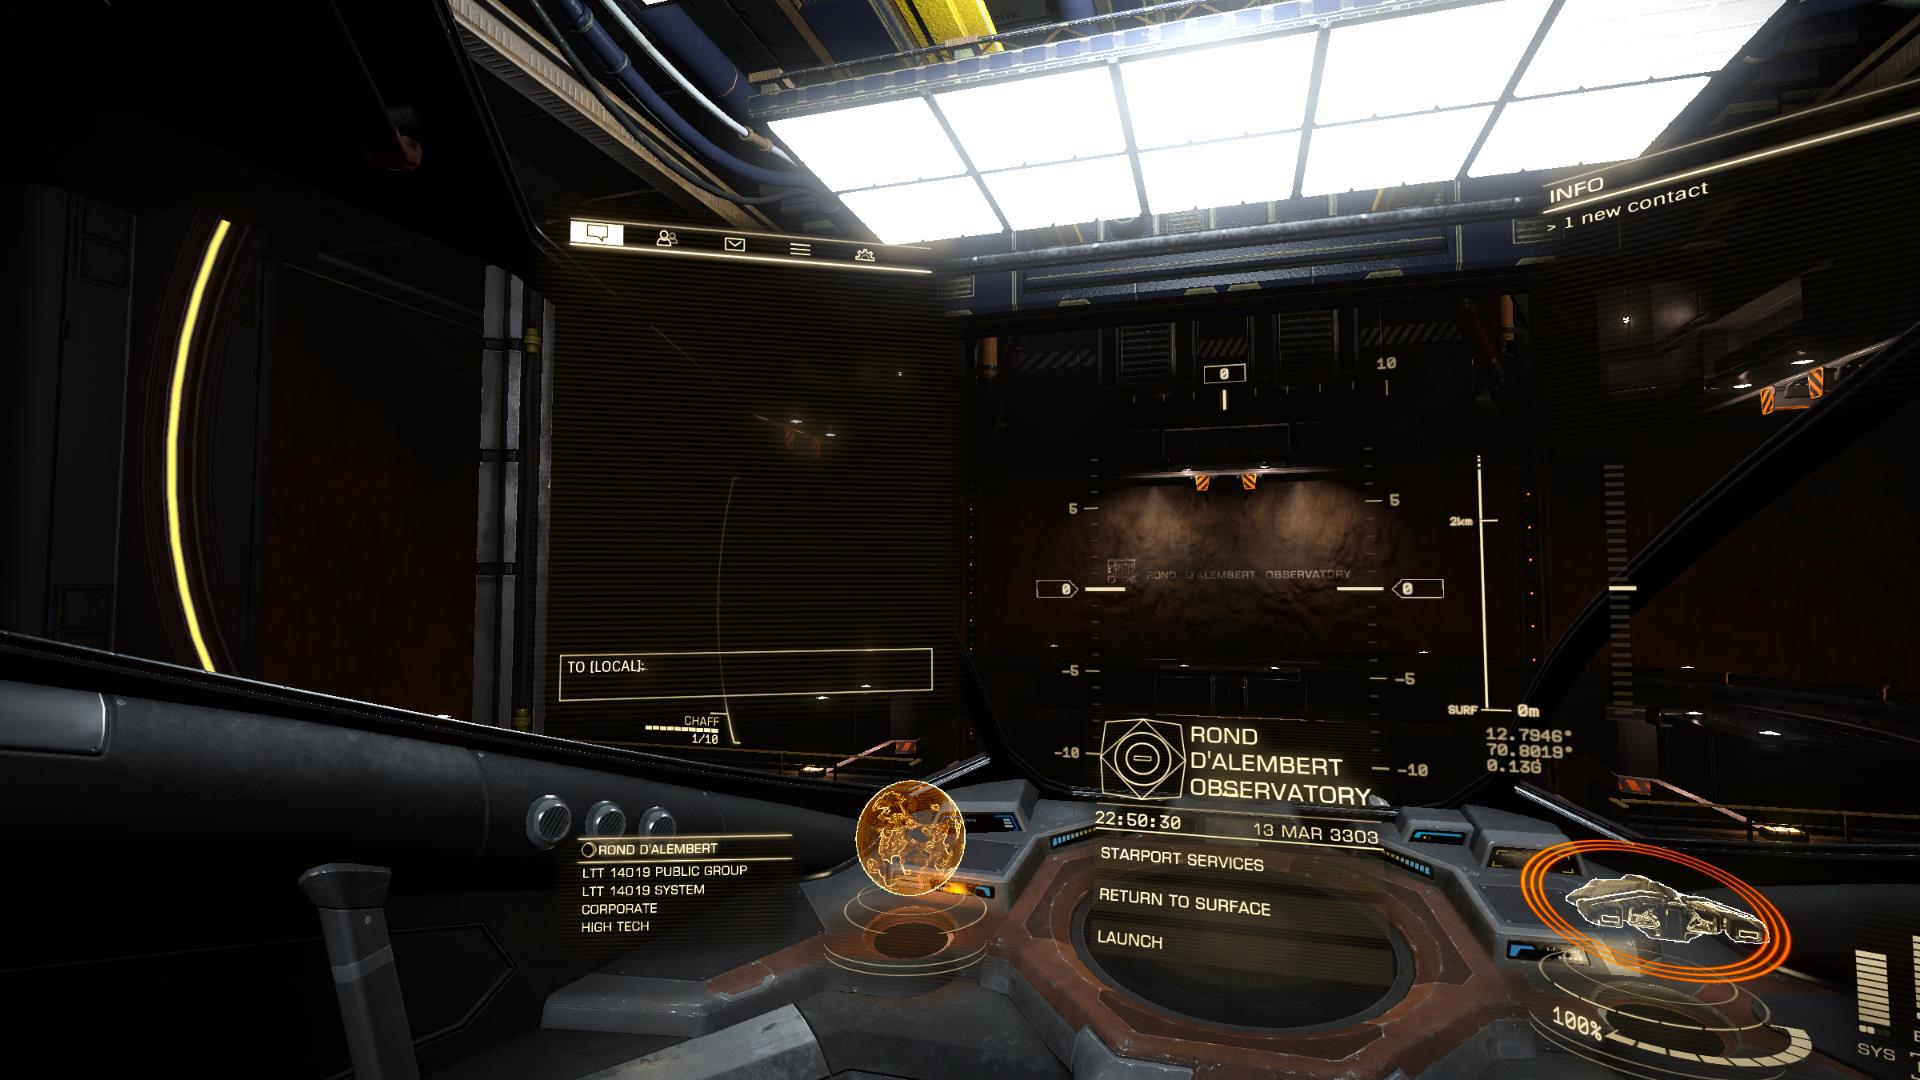 INFO
> 1 new contact
0
10
5
5
ROND D'ALEMBERT OBSERVATORY
0
0
2km
-5
-5
TO [LOCAL]:
SURF
0m
CHAFF
1/10
12.7946°
70.8019°
0.13G
-10
-10
ROND
D'ALEMBERT
OBSERVATORY
22:50:30
13 MAR 3303
STARPORT SERVICES
RETURN TO SURFACE
LAUNCH
ROND D'ALEMBERT
LTT 14019 PUBLIC GROUP
LTT 14019 SYSTEM
CORPORATE
HIGH TECH
100%
SYS